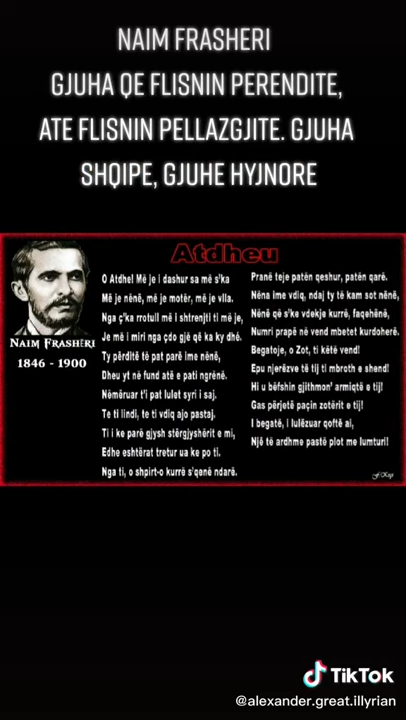 NAIM FRASHERI
GJUHA QE FLISNIN PERENDITE,
ATE FLISNIN PELLAZGJITE. GJUHA
SHQIPE, GJUHE HYJNORE
Atdheu
NAIM FRASHËRI
1846 - 1900
O Atdhe! Më je i dashur sa më s'ka
Më je nënë, më je motër, më je vlla.
Nga ç'ka rrotull më i shtrenjti ti më je,
Je më i miri nga çdo gjë që ka ky dhé.
Ty përditë të pat parë ime nënë,
Dheu yt në fund atë e pati ngrënë.
Nëmëruar t'i pat lulet syri i saj.
Te ti lindi, te ti vdiq ajo pastaj.
Ti i ke parë gjysh stërgjyshërit e mi,
Edhe eshtërat tretur ua ke po ti.
Nga ti, o shpirt-o kurrë s'qenë ndarë.
Pranë teje patën qeshur, patën qarë.
Nëna ime vdiq, ndaj ty të kam sot nënë,
Nënë që s'ke vdekje kurrë, faqehënë,
Numri prapë në vend mbetet kurdoherë.
Begatoje, o Zot, ti këtë vend!
Epu njerëzve të tij ti mbroth e shend!
Hi u bëfshin gjithmon' armiqtë e tij!
Gas përjetë paçin zotërit e tij!
I begatë, i lulëzuar qoftë aí,
Një të ardhme pastë plot me lumturi!
TikTok
@alexander.great.illyrian